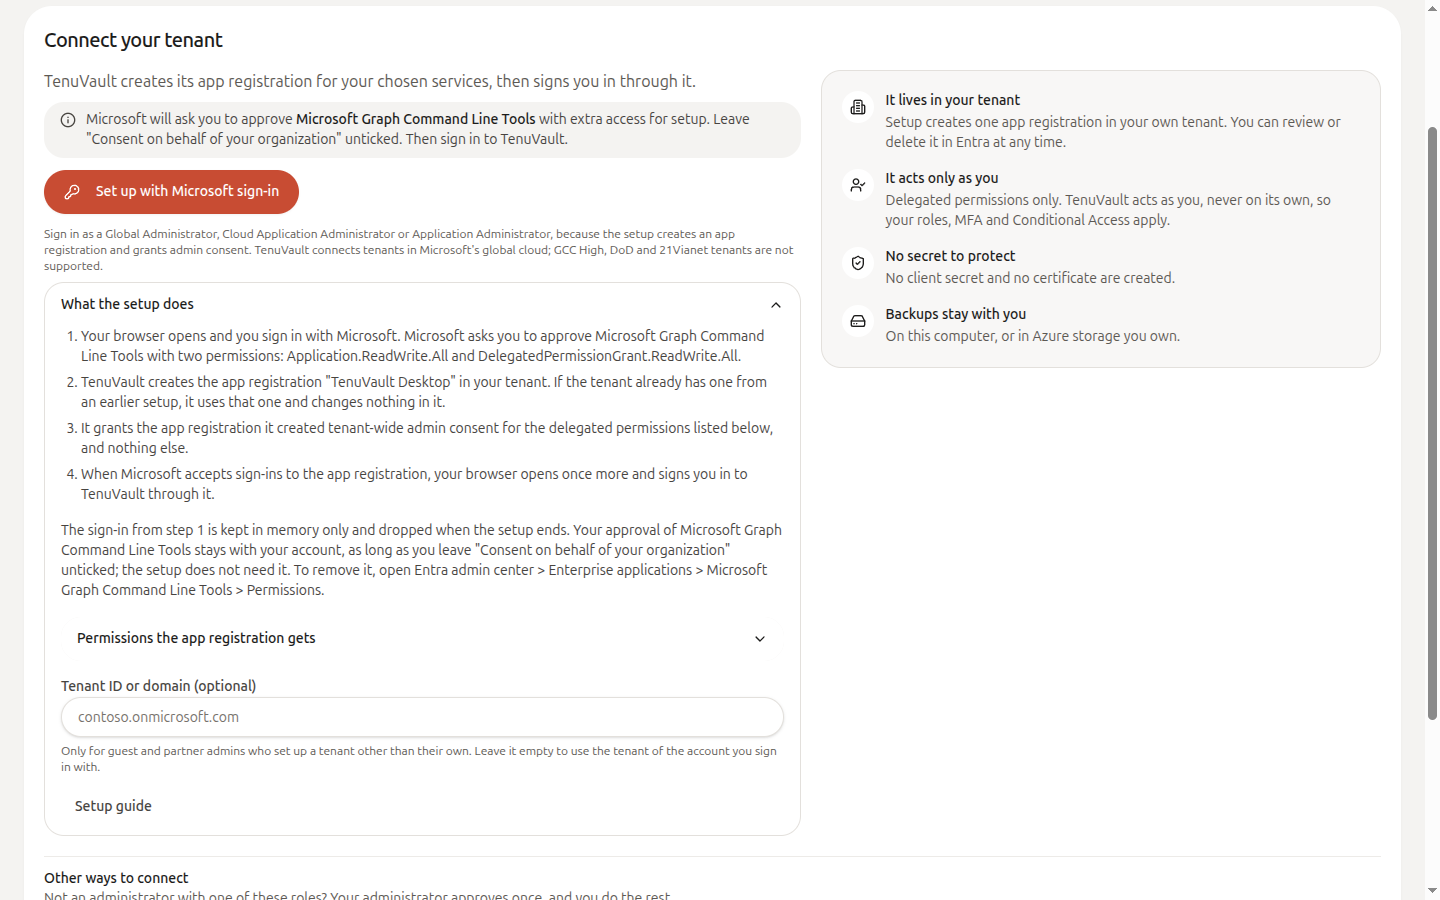 Connect your tenant
TenuVault creates its app registration for your chosen services, then signs you in through it.
Microsoft will ask you to approve Microsoft Graph Command Line Tools with extra access for setup. Leave
"Consent on behalf of your organization" unticked. Then sign in to TenuVault.
Set up with Microsoft sign-in
Sign in as a Global Administrator, Cloud Application Administrator or Application Administrator, because the setup creates an app
registration and grants admin consent. TenuVault connects tenants in Microsoft's global cloud; GCC High, DoD and 21Vianet tenants are not
supported.
What the setup does
1. Your browser opens and you sign in with Microsoft. Microsoft asks you to approve Microsoft Graph Command
Line Tools with two permissions: Application.ReadWrite.All and DelegatedPermissionGrant.ReadWrite.All.
2. TenuVault creates the app registration "TenuVault Desktop" in your tenant. If the tenant already has one from
an earlier setup, it uses that one and changes nothing in it.
3. It grants the app registration it created tenant-wide admin consent for the delegated permissions listed below,
and nothing else.
4. When Microsoft accepts sign-ins to the app registration, your browser opens once more and signs you in to
TenuVault through it.
The sign-in from step 1 is kept in memory only and dropped when the setup ends. Your approval of Microsoft Graph
Command Line Tools stays with your account, as long as you leave "Consent on behalf of your organization"
unticked; the setup does not need it. To remove it, open Entra admin center > Enterprise applications > Microsoft
Graph Command Line Tools > Permissions.
Permissions the app registration gets
Tenant ID or domain (optional)
contoso.onmicrosoft.com
Only for guest and partner admins who set up a tenant other than their own. Leave it empty to use the tenant of the account you sign
in with.
Setup guide
It lives in your tenant
Setup creates one app registration in your own tenant. You can review or
delete it in Entra at any time.
It acts only as you
Delegated permissions only. TenuVault acts as you, never on its own, so
your roles, MFA and Conditional Access apply.
No secret to protect
No client secret and no certificate are created.
Backups stay with you
On this computer, or in Azure storage you own.
Other ways to connect
Not an administrator with one of these roles? Your administrator approves once, and you do the rest.